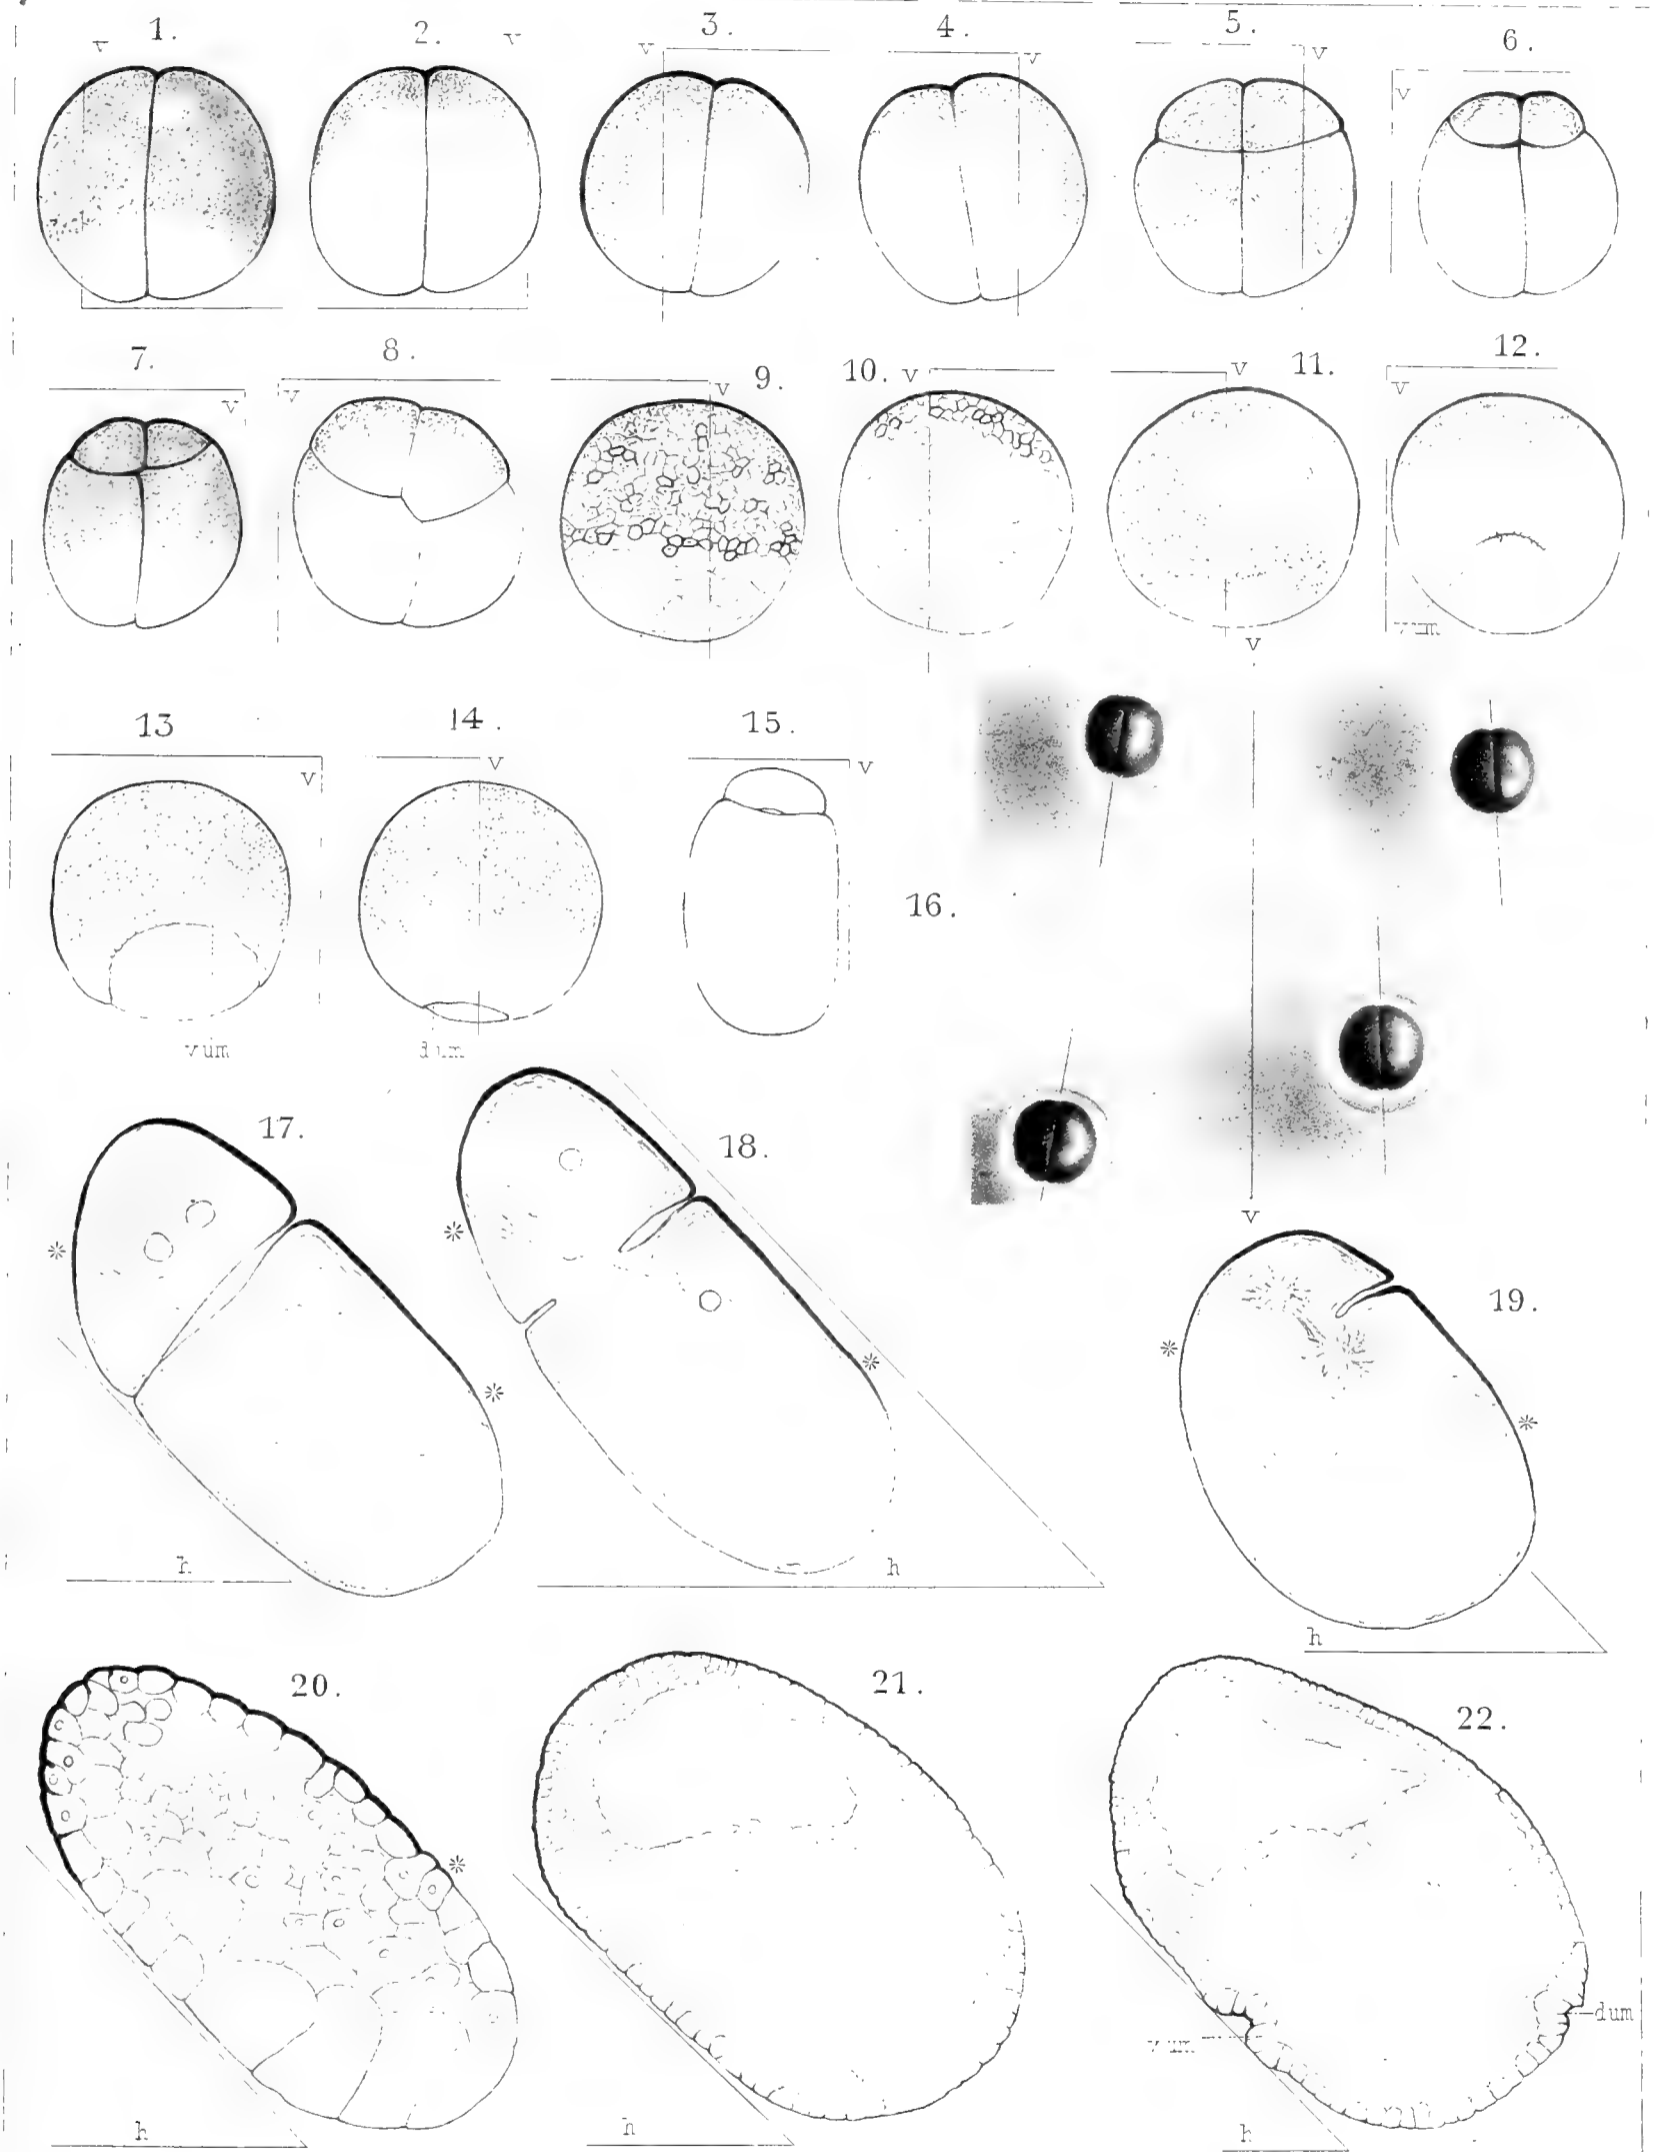 1. 2. 3. 4. 5. 6.
v v v v v v
7. 8. 9. 10. 11. 12.
v v v v v v
vum
v
13 14. 15.
v v v
16.
vum dum
17. 18.
v
19.
* * * * * *
h h
h
20. 21. 22.
*
dum
vum
h h h